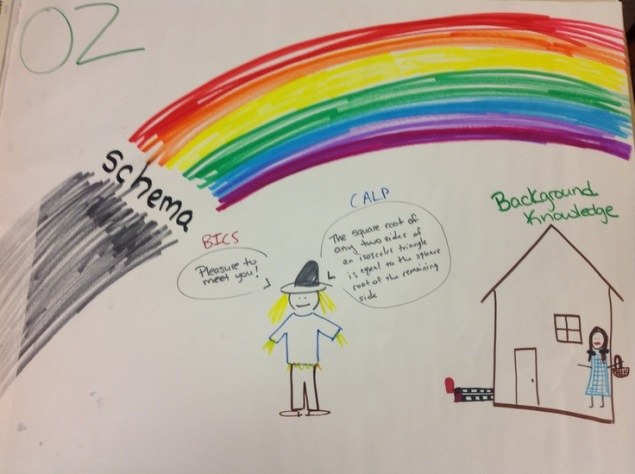 OZ
schema
BICS
Pleasure to
meet you!
CALP
The square root of
any two sides of
an isosceles triangle
is equal to the square
root of the remaining
side
Background
Knowledge